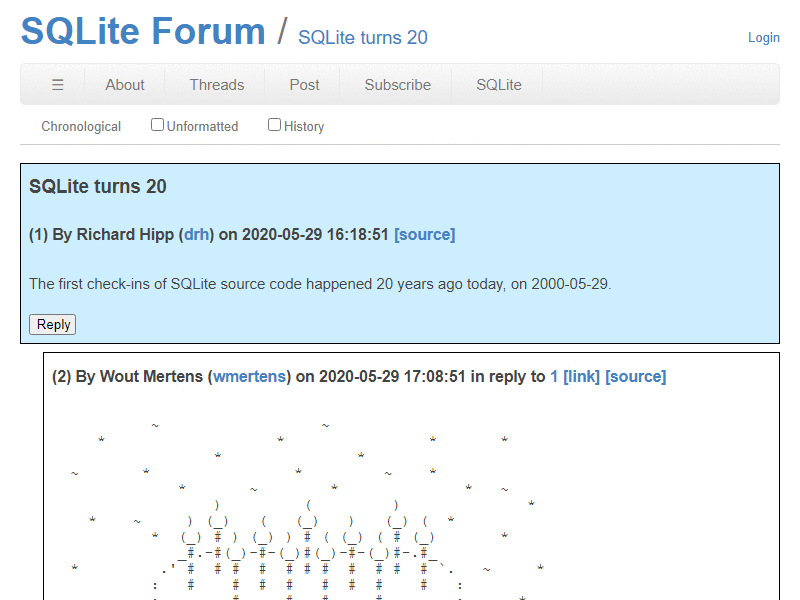 SQLite Forum / SQLite turns 20
Login
☰ About Threads Post Subscribe SQLite
Chronological Unformatted History
SQLite turns 20
(1) By Richard Hipp (drh) on 2020-05-29 16:18:51 [source]
The first check-ins of SQLite source code happened 20 years ago today, on 2000-05-29.
Reply
(2) By Wout Mertens (wmertens) on 2020-05-29 17:08:51 in reply to 1 [link] [source]